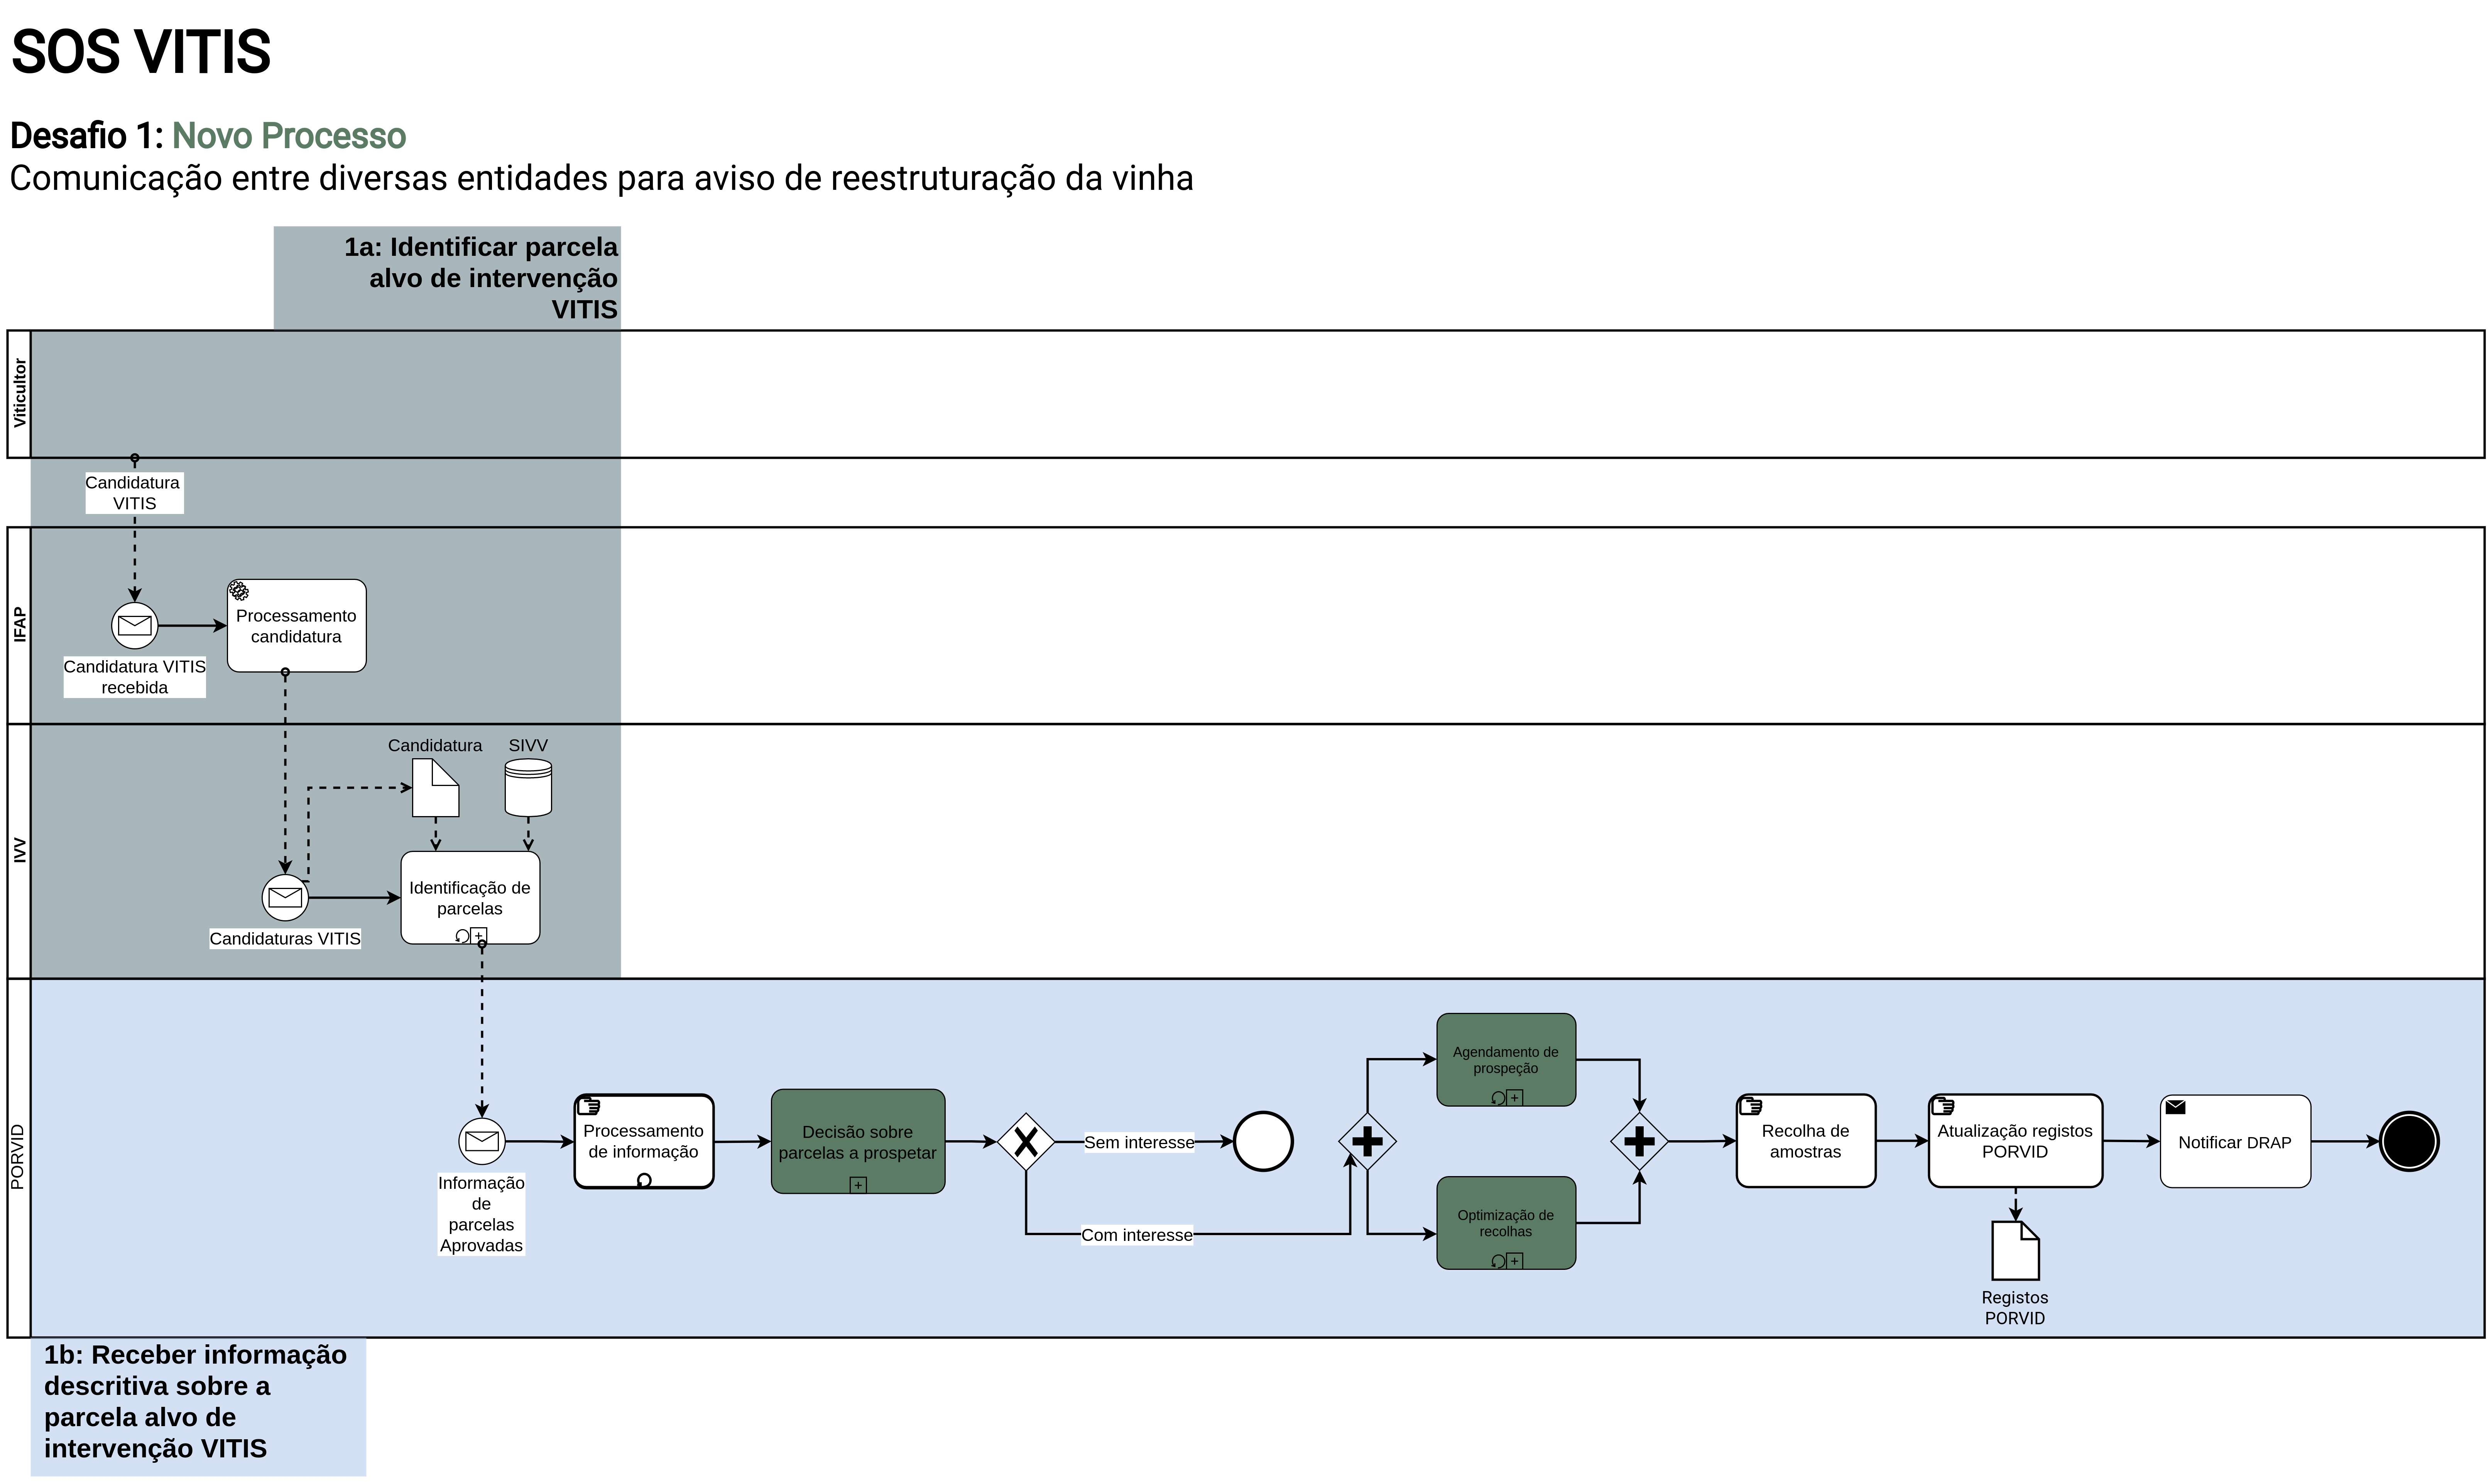 SOS VITIS
Desafio 1: Novo Processo
Comunicação entre diversas entidades para aviso de reestruturação da vinha
1a: Identificar parcela
alvo de intervenção
VITIS
Viticultor
Candidatura
VITIS
IFAP
Processamento
candidatura
Candidatura VITIS
recebida
IVV
Candidatura
SIVV
Identificação de
parcelas
Candidaturas VITIS
PORVID
Informação
de
parcelas
Aprovadas
Processamento
de informação
Decisão sobre
parcelas a prospetar
Sem interesse
Com interesse
Agendamento de
prospeção
Optimização de
recolhas
Recolha de
amostras
Atualização registos
PORVID
Registos
PORVID
Notificar DRAP
1b: Receber informação
descritiva sobre a
parcela alvo de
intervenção VITIS